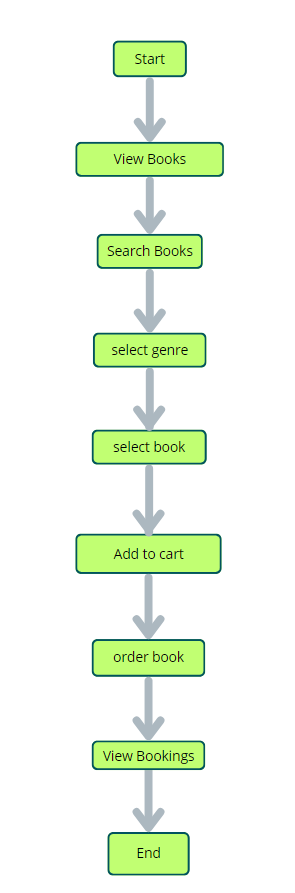 Start
View Books
Search Books
select genre
select book
Add to cart
order book
View Bookings
End